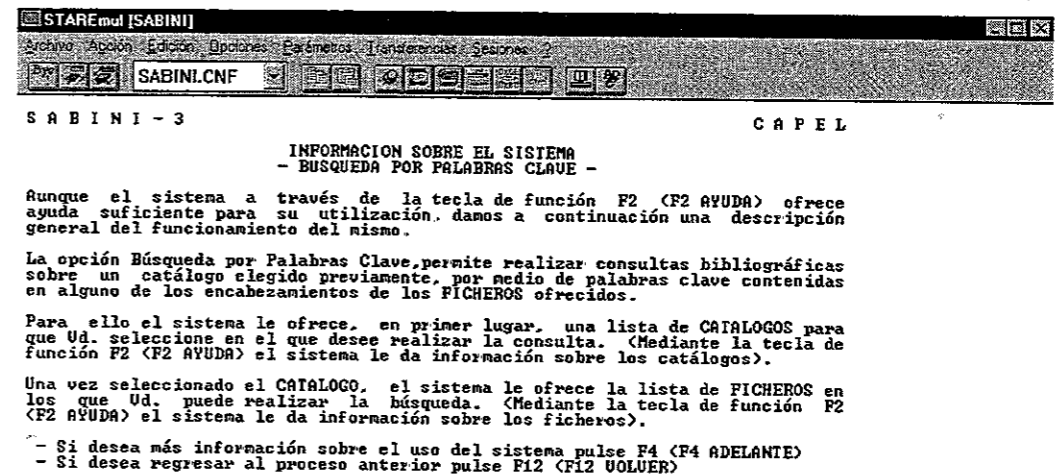 STAREmul [SABINI]
Archivo Acción Edición Opciones Parámetros Transferencias Sesiones ?
SABINI.CNF
S A B I N I - 3 C A P E L
INFORMACION SOBRE EL SISTEMA
- BUSQUEDA POR PALABRAS CLAVE -
Aunque el sistema a través de la tecla de función F2 (F2 AYUDA) ofrece
ayuda suficiente para su utilización, damos a continuación una descripción
general del funcionamiento del mismo.
La opción Búsqueda por Palabras Clave,permite realizar consultas bibliográficas
sobre un catálogo elegido previamente, por medio de palabras clave contenidas
en alguno de los encabezamientos de los FICHEROS ofrecidos.
Para ello el sistema le ofrece, en primer lugar, una lista de CATALOGOS para
que Ud. seleccione en el que desee realizar la consulta. (Mediante la tecla de
función F2 (F2 AYUDA) el sistema le da información sobre los catálogos).
Una vez seleccionado el CATALOGO, el sistema le ofrece la lista de FICHEROS en
los que Ud. puede realizar la búsqueda. (Mediante la tecla de función F2
(F2 AYUDA) el sistema le da información sobre los ficheros).
- Si desea más información sobre el uso del sistema pulse F4 (F4 ADELANTE)
- Si desea regresar al proceso anterior pulse F12 (F12 VOLVER)